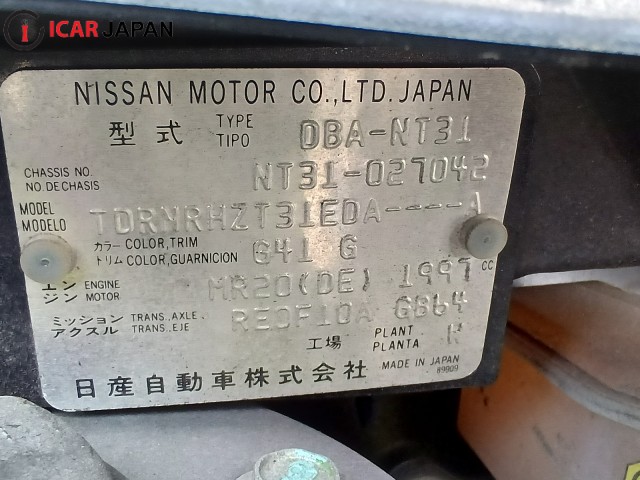 ICAR JAPAN
NISSAN MOTOR CO.,LTD. JAPAN
型式 TYPE TIPO DBA-NT31
CHASSIS NO. NO. DE CHASIS NT31-027042
MODEL MODELO TDRNRHZT31EDA----A
カラー COLOR,TRIM
トリム COLOR,GUARNICION G41 G
エンジン ENGINE MOTOR MR20(DE) 1997 CC
ミッション TRANS.,AXLE.
アクスル TRANS.,EJE RE0F10A GB64
工場 PLANT PLANTA K
日産自動車株式会社 MADE IN JAPAN
89909